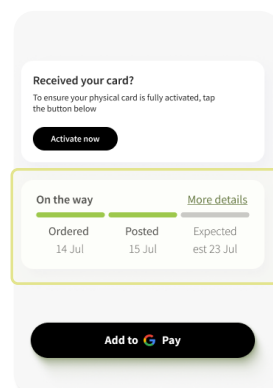 Received your card?
To ensure your physical card is fully activated, tap
the button below
Activate now
On the way More details
Ordered Posted Expected
14 Jul 15 Jul est 23 Jul
Add to G Pay